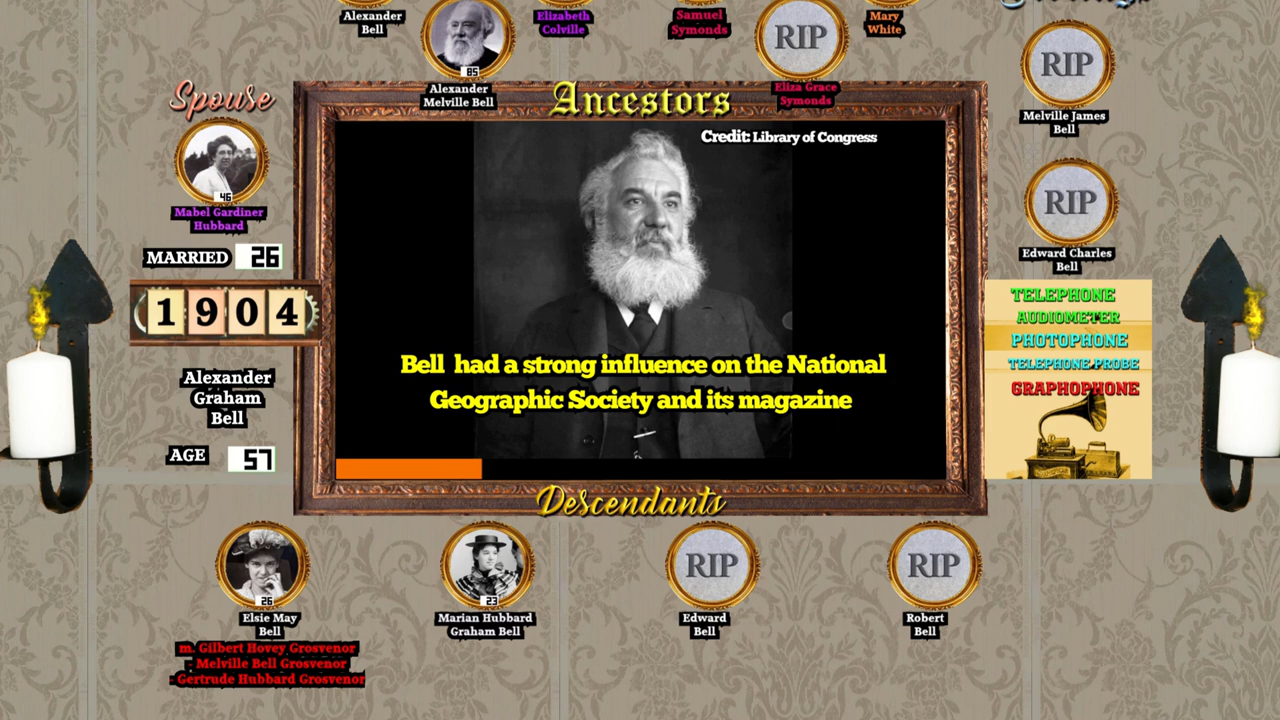 Alexander
Bell
Elizabeth
Colville
Samuel
Symonds
Mary
White
85
Alexander
Melville Bell
RIP
Eliza Grace
Symonds
RIP
Melville James
Bell
Spouse
Ancestors
Credit: Library of Congress
46
Mabel Gardiner
Hubbard
RIP
Edward Charles
Bell
MARRIED 26
1904
TELEPHONE
AUDIOMETER
PHOTOPHONE
TELEPHONE PROBE
GRAPHOPHONE
Bell had a strong influence on the National
Geographic Society and its magazine
Alexander
Graham
Bell
AGE 57
Descendants
26
Elsie May
Bell
m. Gilbert Hovey Grosvenor
- Melville Bell Grosvenor
- Gertrude Hubbard Grosvenor
23
Marian Hubbard
Graham Bell
RIP
Edward
Bell
RIP
Robert
Bell